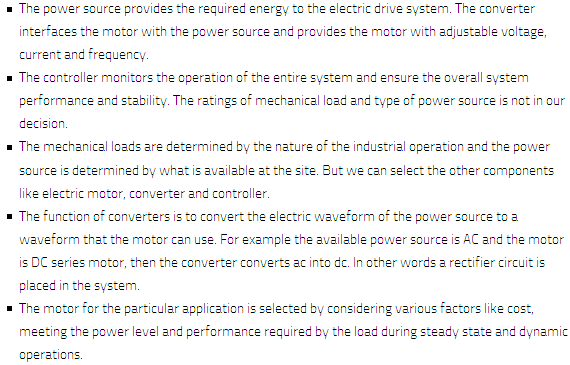 ▪ The power source provides the required energy to the electric drive system. The converter
interfaces the motor with the power source and provides the motor with adjustable voltage,
current and frequency.
▪ The controller monitors the operation of the entire system and ensure the overall system
performance and stability. The ratings of mechanical load and type of power source is not in our
decision.
▪ The mechanical loads are determined by the nature of the industrial operation and the power
source is determined by what is available at the site. But we can select the other components
like electric motor, converter and controller.
▪ The function of converters is to convert the electric waveform of the power source to a
waveform that the motor can use. For example the available power source is AC and the motor
is DC series motor, then the converter converts ac into dc. In other words a rectifier circuit is
placed in the system.
▪ The motor for the particular application is selected by considering various factors like cost,
meeting the power level and performance required by the load during steady state and dynamic
operations.